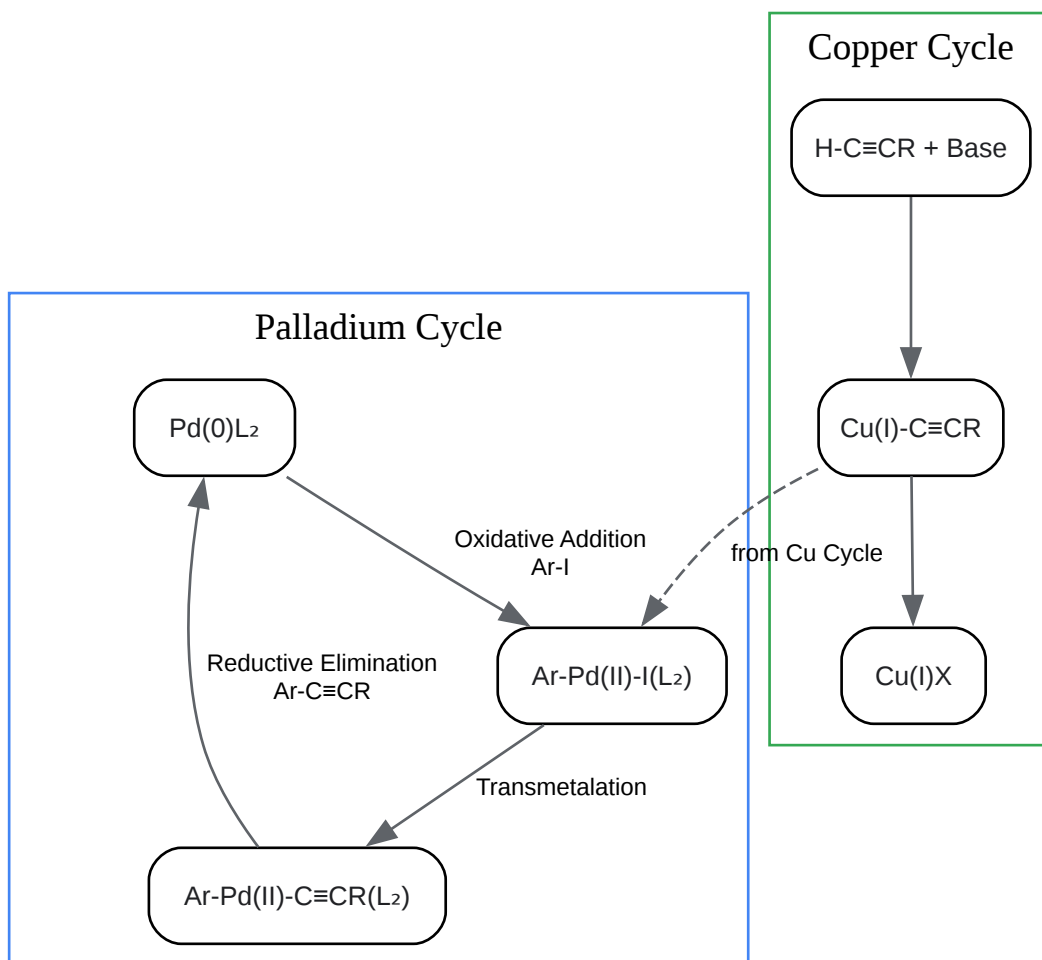 Copper Cycle
H-C≡CR + Base
Palladium Cycle
Pd(0)L₂
Cu(I)-C≡CR
Oxidative Addition
Ar-I
from Cu Cycle
Reductive Elimination
Ar-C≡CR
Ar-Pd(II)-I(L₂)
Cu(I)X
Transmetalation
Ar-Pd(II)-C≡CR(L₂)